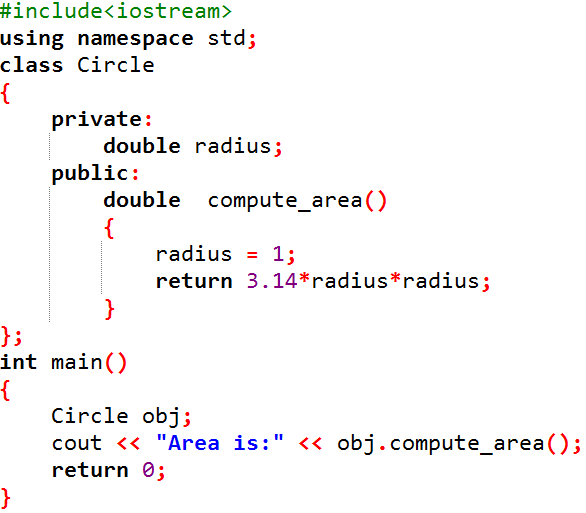 #include<iostream>
using namespace std;
class Circle
{
    private:
        double radius;
    public:
        double  compute_area()
        {
            radius = 1;
            return 3.14*radius*radius;
        }
};
int main()
{
    Circle obj;
    cout << "Area is:" << obj.compute_area();
    return 0;
}